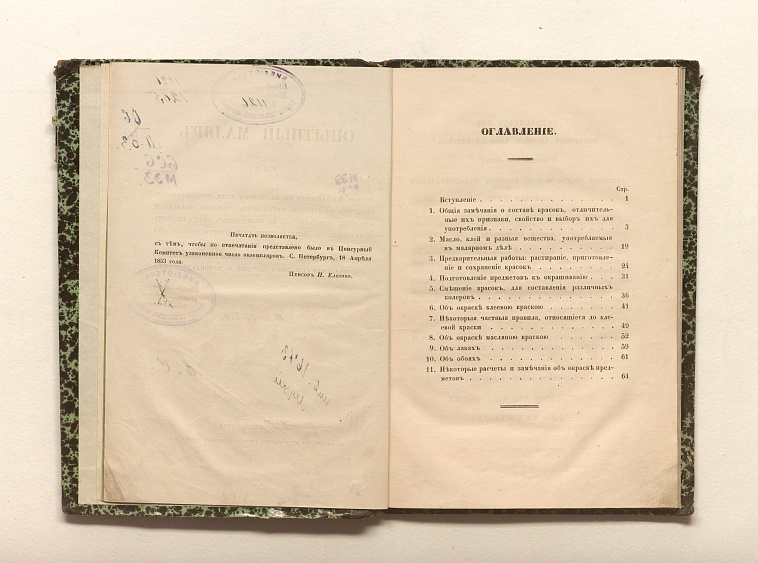 Печатать позволяется,
съ тѣмъ, чтобы по отпечатаніи представлено было въ Ценсурный
Комитетъ узаконенное число экземпляровъ. С. Петербургъ, 18 Апрѣля
1853 года.
Ценсоръ И.
инв. 1672
ОГЛАВЛЕНІЕ.
Стр.
Вступленіе . . . 1
1. Общія замѣчанія о составѣ красокъ, отличитель-
ные ихъ признаки, свойство и выборъ ихъ для
употребленія . . . 3
2. Масло, клей и разныя вещества, употребляемыя
въ малярномъ дѣлѣ . . . 19
3. Предварительныя работы: растираніе, приготовле-
ніе и сохраненіе красокъ . . . 24
4. Подготовленіе предметовъ къ окрашиванію . . . 31
5. Смѣшеніе красокъ, для составленія различныхъ
колеровъ . . . 36
6. Объ окраскѣ клеевою краскою . . . 41
7. Нѣкоторыя частныя правила, относящіяся до кле-
евой краски . . . 49
8. Объ окраскѣ масляною краскою . . . 52
9. Объ лакахъ . . . 59
10. Объ обояхъ . . . 61
11. Нѣкоторые расчеты и замѣчанія объ окраскѣ пред-
метовъ . . . 64